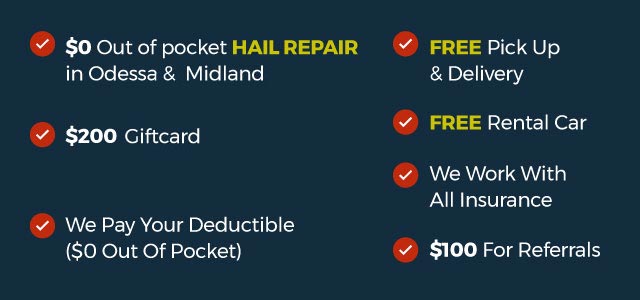 $0 Out of pocket HAIL REPAIR
in Odessa & Midland
$200 Giftcard
We Pay Your Deductible
($0 Out Of Pocket)
FREE Pick Up
& Delivery
FREE Rental Car
We Work With
All Insurance
$100 For Referrals